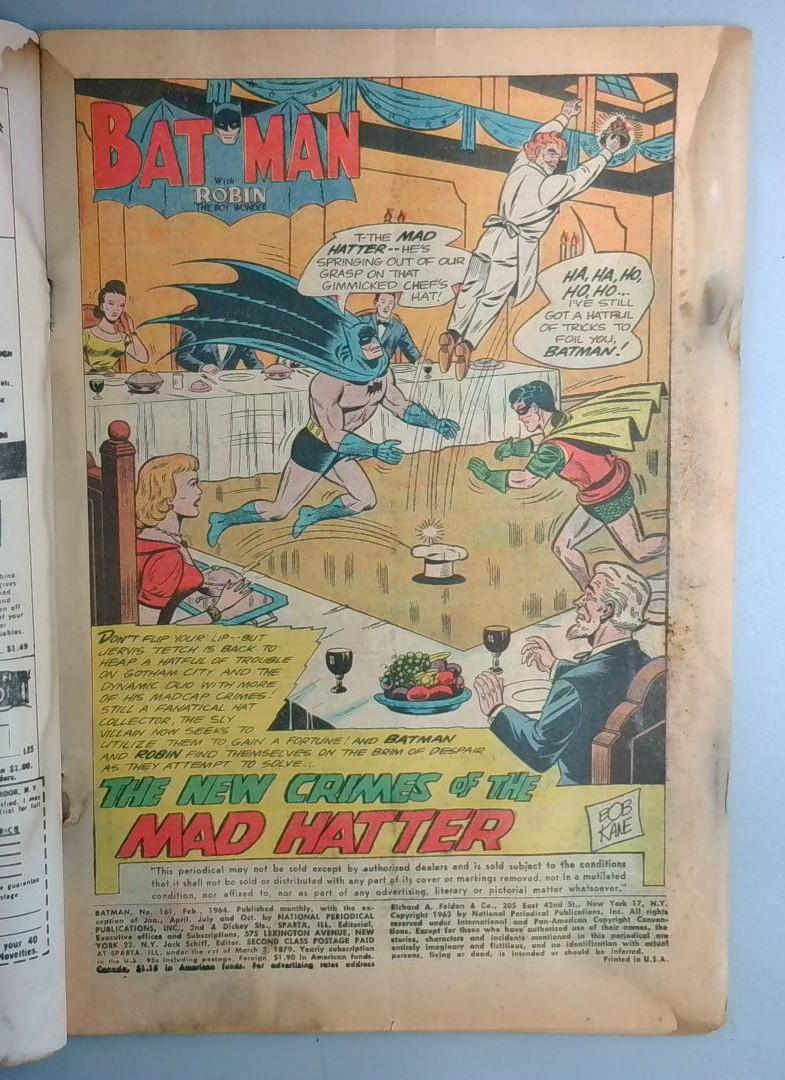 BATMAN
With
ROBIN
THE BOY WONDER
T-THE MAD
HATTER--HE'S
SPRINGING OUT OF OUR
GRASP ON THAT
GIMMICKED CHEF'S
HAT!
HA, HA, HO,
HO, HO...
I'VE STILL
GOT A HATFUL
OF TRICKS TO
FOIL YOU,
BATMAN!
DON'T FLIP YOUR LIP--BUT
JERVIS TETCH IS BACK TO
HEAP A HATFUL OF TROUBLE
ON GOTHAM CITY AND THE
DYNAMIC DUO WITH MORE
OF HIS MADCAP CRIMES!
STILL A FANATICAL HAT
COLLECTOR, THE SLY
VILLAIN NOW SEEKS TO
UTILIZE THEM TO GAIN A FORTUNE! AND BATMAN
AND ROBIN FIND THEMSELVES ON THE BRIM OF DESPAIR
AS THEY ATTEMPT TO SOLVE...
THE NEW CRIMES OF THE
MAD HATTER
BOB
KANE
"This periodical may not be sold except by authorized dealers and is sold subject to the conditions
that it shall not be sold or distributed with any part of its cover or markings removed, nor in a mutilated
condition, nor affixed to, nor as part of any advertising, literary or pictorial matter whatsoever."
BATMAN, No. 161, Feb., 1964. Published monthly, with the ex-
ception of Jan., April, July and Oct. by NATIONAL PERIODICAL
PUBLICATIONS, INC., 2nd & Dickey Sts., SPARTA, ILL. Editorial,
Executive offices and Subscriptions, 575 LEXINGTON AVENUE, NEW
YORK 22, N.Y. Jack Schiff, Editor. SECOND CLASS POSTAGE PAID
AT SPARTA, ILL. under the act of March 3, 1879. Yearly subscription
in the U.S. 95¢ including postage. Foreign, $1.90 in American funds.
Canada, $1.15 in American funds. For advertising rates address
Richard A. Feldon & Co., 205 East 42nd St., New York 17, N.Y.
Copyright 1963 by National Periodical Publications, Inc. All rights
reserved under International and Pan-American Copyright Conven-
tions. Except for those who have authorized use of their names, the
stories, characters and incidents mentioned in this periodical are
entirely imaginary and fictitious, and no identification with actual
persons, living or dead, is intended or should be inferred.
Printed in U.S.A.
$1.49
1.25
$1.00.
your 40
Novelties.